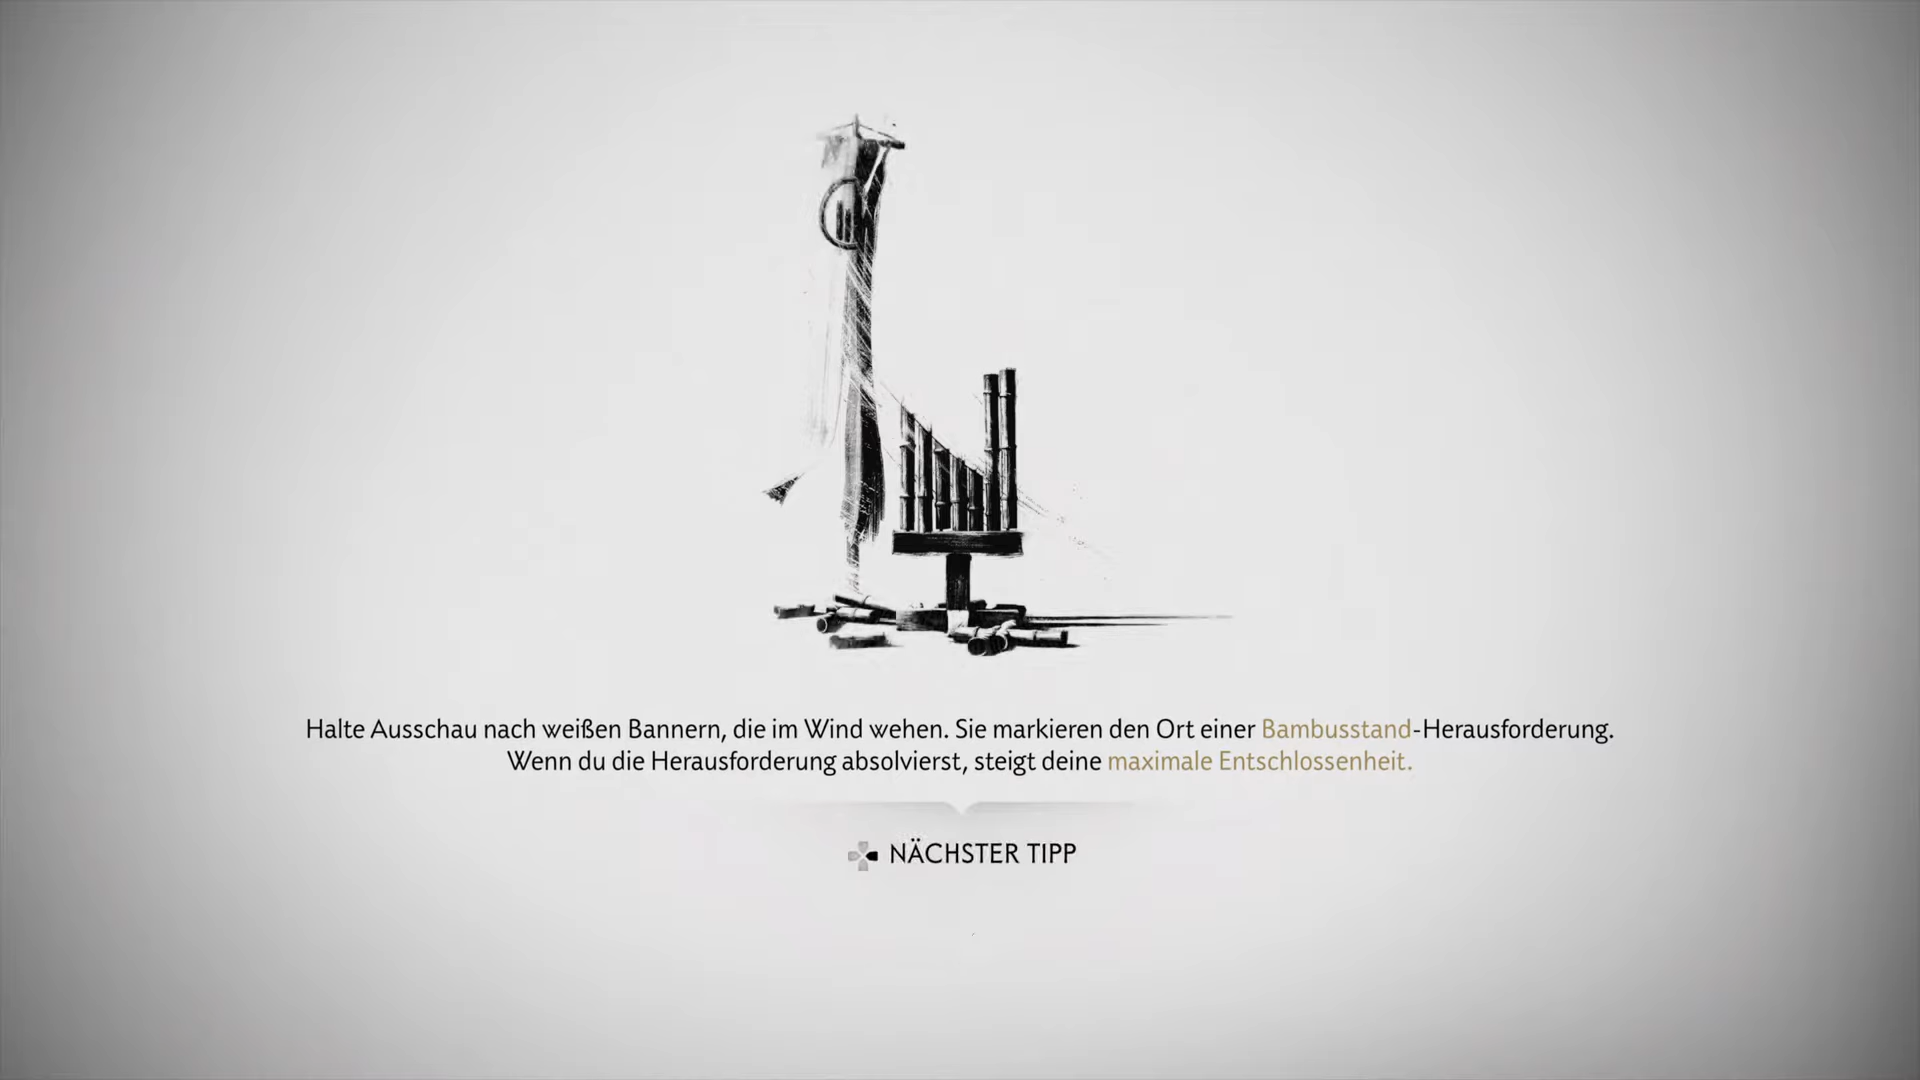 Halte Ausschau nach weißen Bannern, die im Wind wehen. Sie markieren den Ort einer Bambusstand-Herausforderung.
Wenn du die Herausforderung absolvierst, steigt deine maximale Entschlossenheit.
NÄCHSTER TIPP